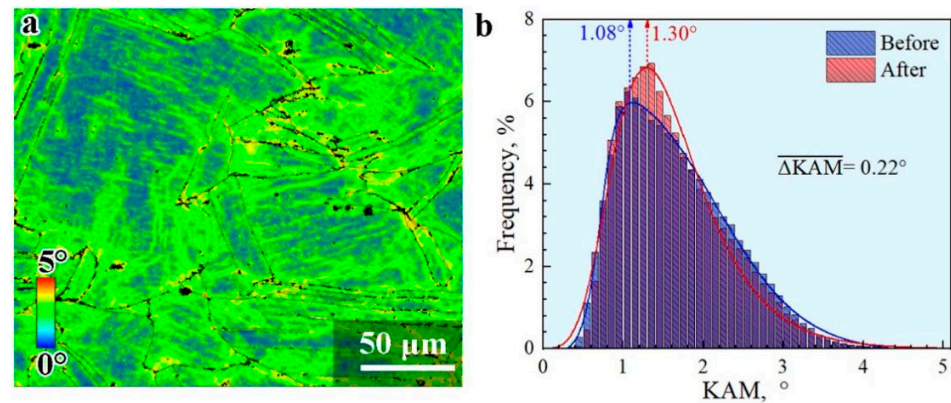 a
5°
0°
50 µm
b
8
6
4
2
0
Frequency, %
1.08°
1.30°
Before
After
ΔKAM= 0.22°
0
1
2
3
4
5
KAM, °